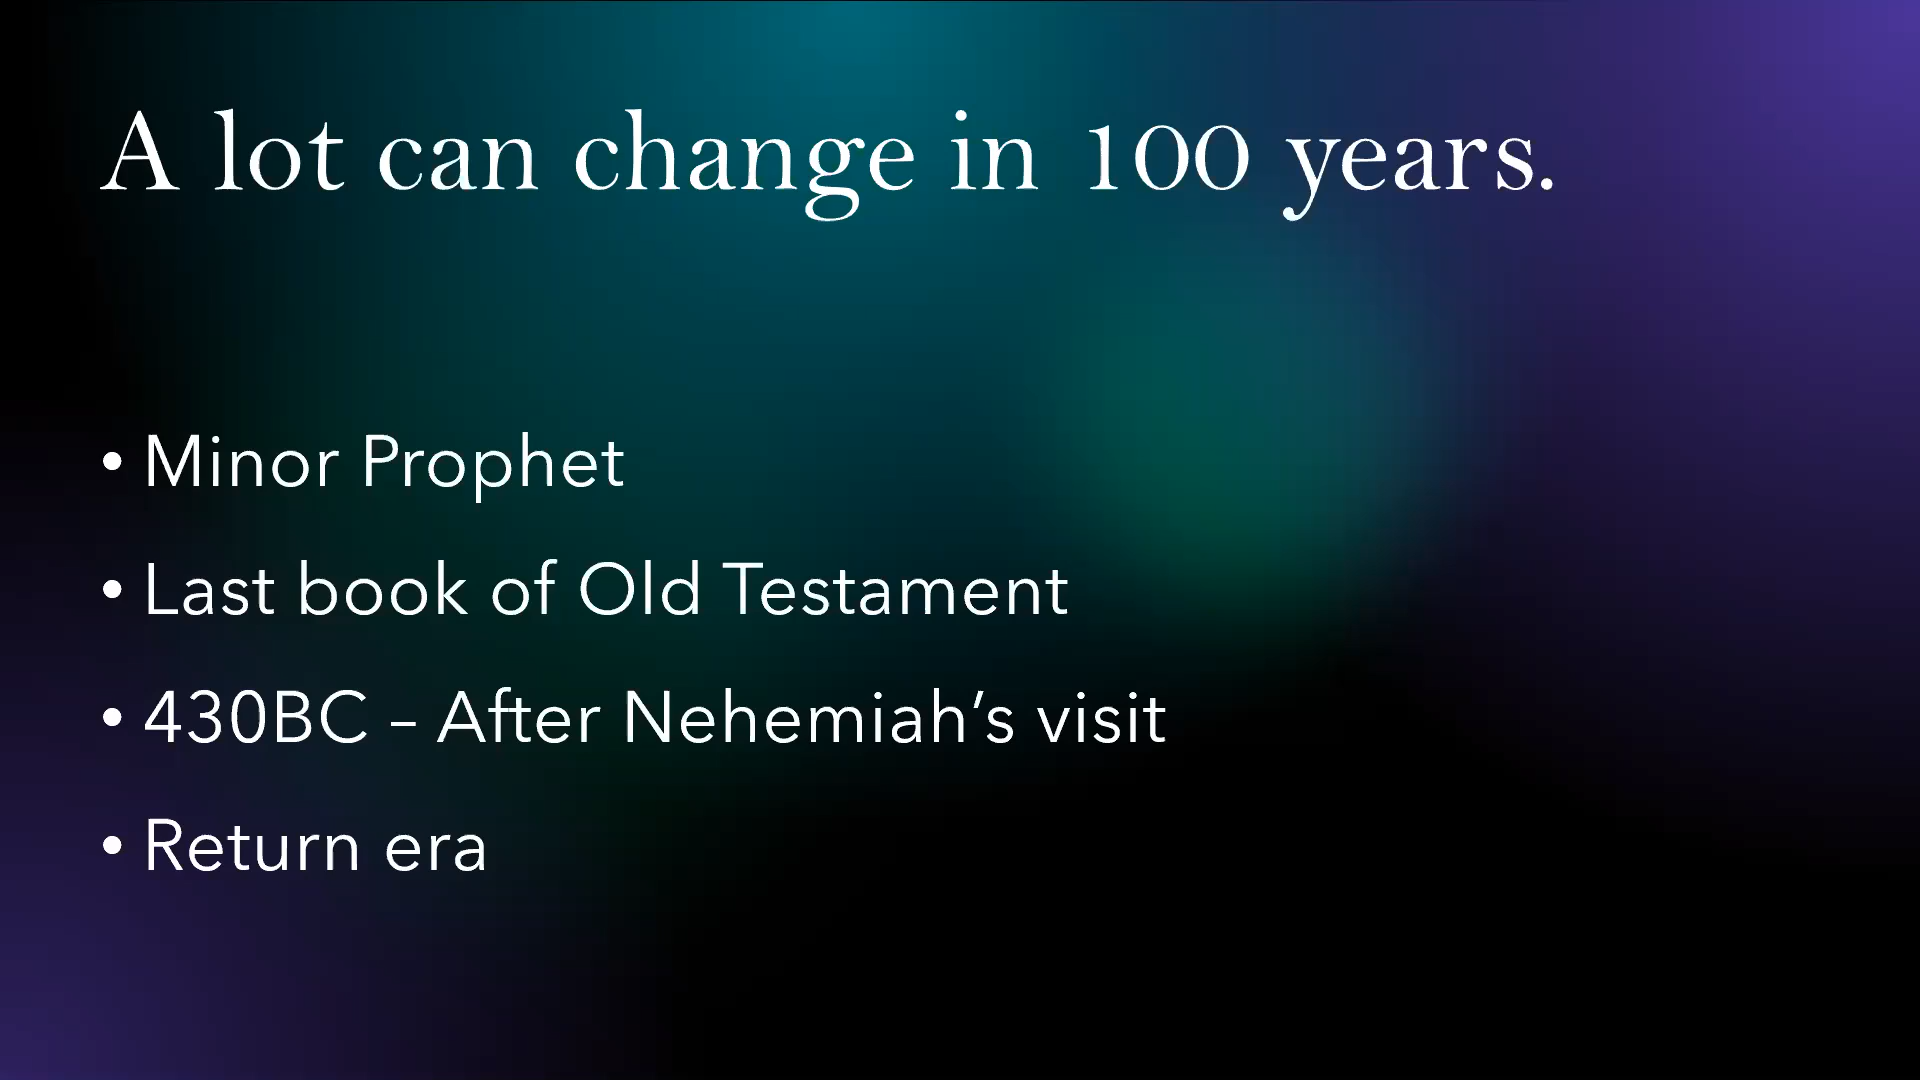 A lot can change in 100 years.
• Minor Prophet
• Last book of Old Testament
• 430BC – After Nehemiah’s visit
• Return era